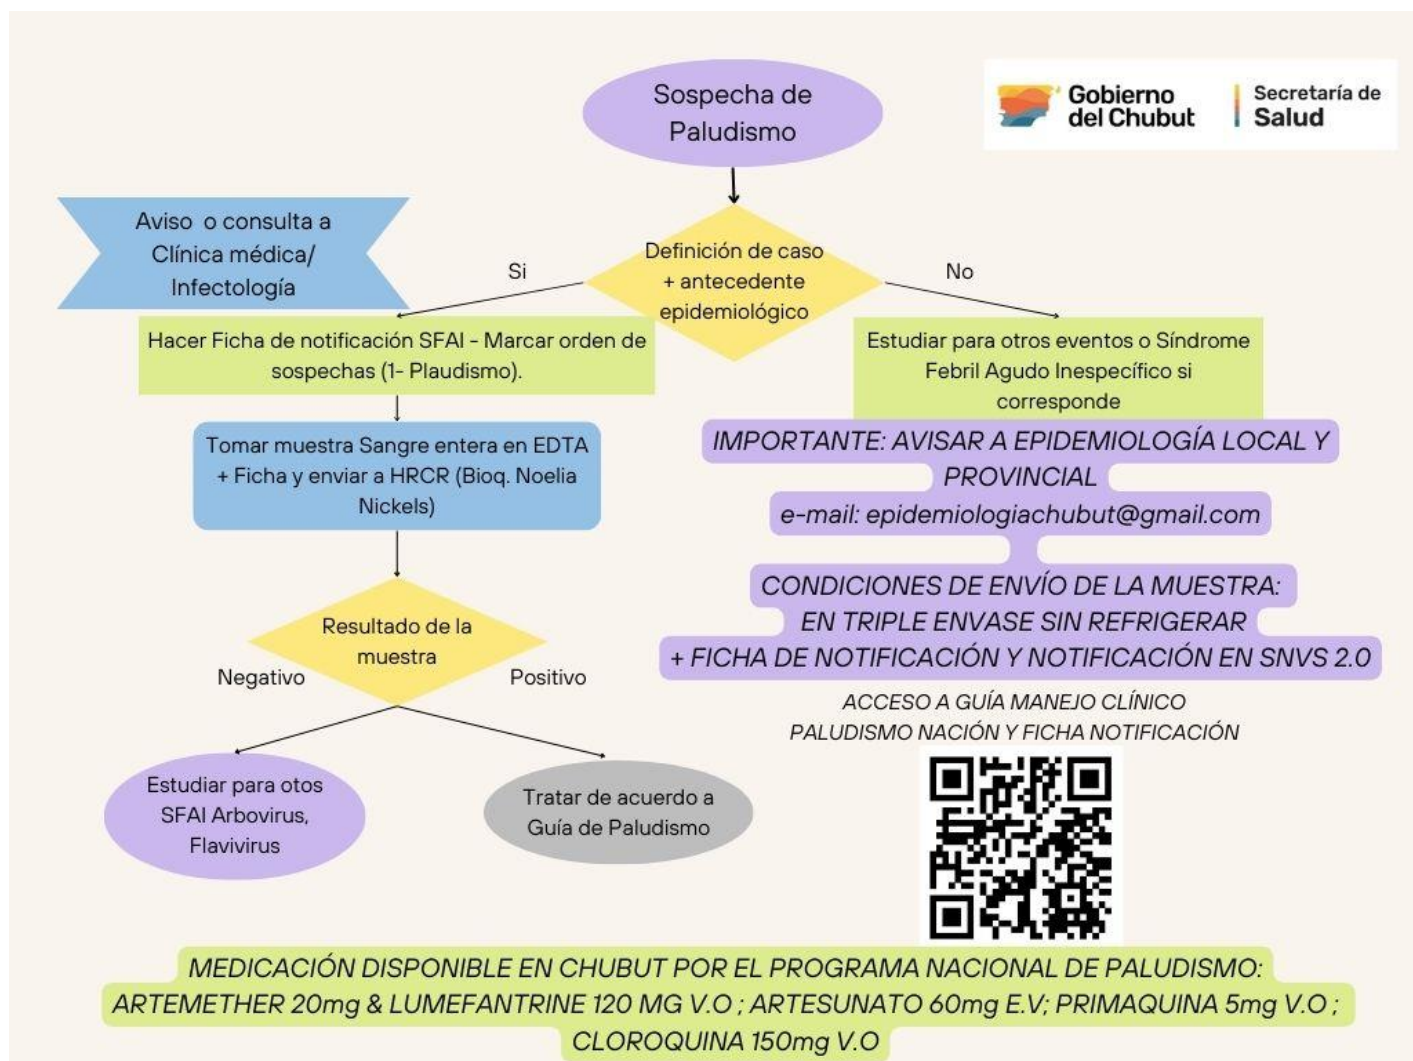 Sospecha de
Paludismo
Gobierno
del Chubut
Secretaría de
Salud
Aviso o consulta a
Clínica médica/
Infectología
Definición de caso
+ antecedente
epidemiológico
Si
No
Hacer Ficha de notificación SFAI - Marcar orden de
sospechas (1- Plaudismo).
Estudiar para otros eventos o Síndrome
Febril Agudo Inespecífico si
corresponde
Tomar muestra Sangre entera en EDTA
+ Ficha y enviar a HRCR (Bioq. Noelia
Nickels)
IMPORTANTE: AVISAR A EPIDEMIOLOGÍA LOCAL Y
PROVINCIAL
e-mail: epidemiologiachubut@gmail.com
CONDICIONES DE ENVÍO DE LA MUESTRA:
EN TRIPLE ENVASE SIN REFRIGERAR
+ FICHA DE NOTIFICACIÓN Y NOTIFICACIÓN EN SNVS 2.0
Resultado de la
muestra
Negativo
Positivo
Estudiar para otos
SFAI Arbovirus,
Flavivirus
Tratar de acuerdo a
Guía de Paludismo
ACCESO A GUÍA MANEJO CLÍNICO
PALUDISMO NACIÓN Y FICHA NOTIFICACIÓN
MEDICACIÓN DISPONIBLE EN CHUBUT POR EL PROGRAMA NACIONAL DE PALUDISMO:
ARTEMETHER 20mg & LUMEFANTRINE 120 MG V.O ; ARTESUNATO 60mg E.V; PRIMAQUINA 5mg V.O ;
CLOROQUINA 150mg V.O